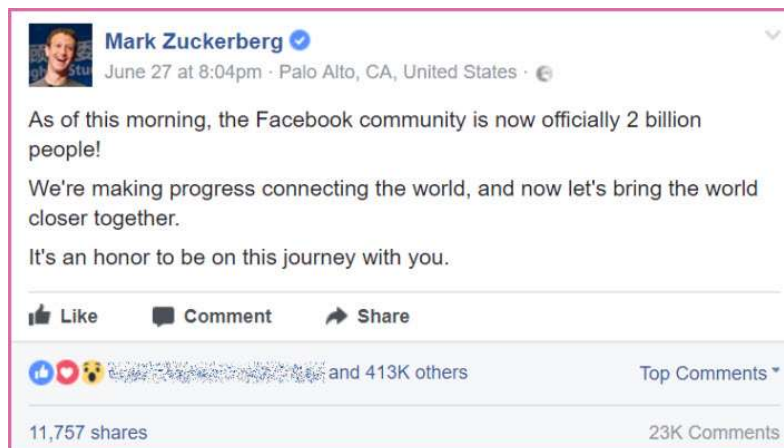 Mark Zuckerberg
June 27 at 8:04pm · Palo Alto, CA, United States ·
As of this morning, the Facebook community is now officially 2 billion
people!
We're making progress connecting the world, and now let's bring the world
closer together.
It's an honor to be on this journey with you.
Like Comment Share
and 413K others Top Comments
11,757 shares 23K Comments